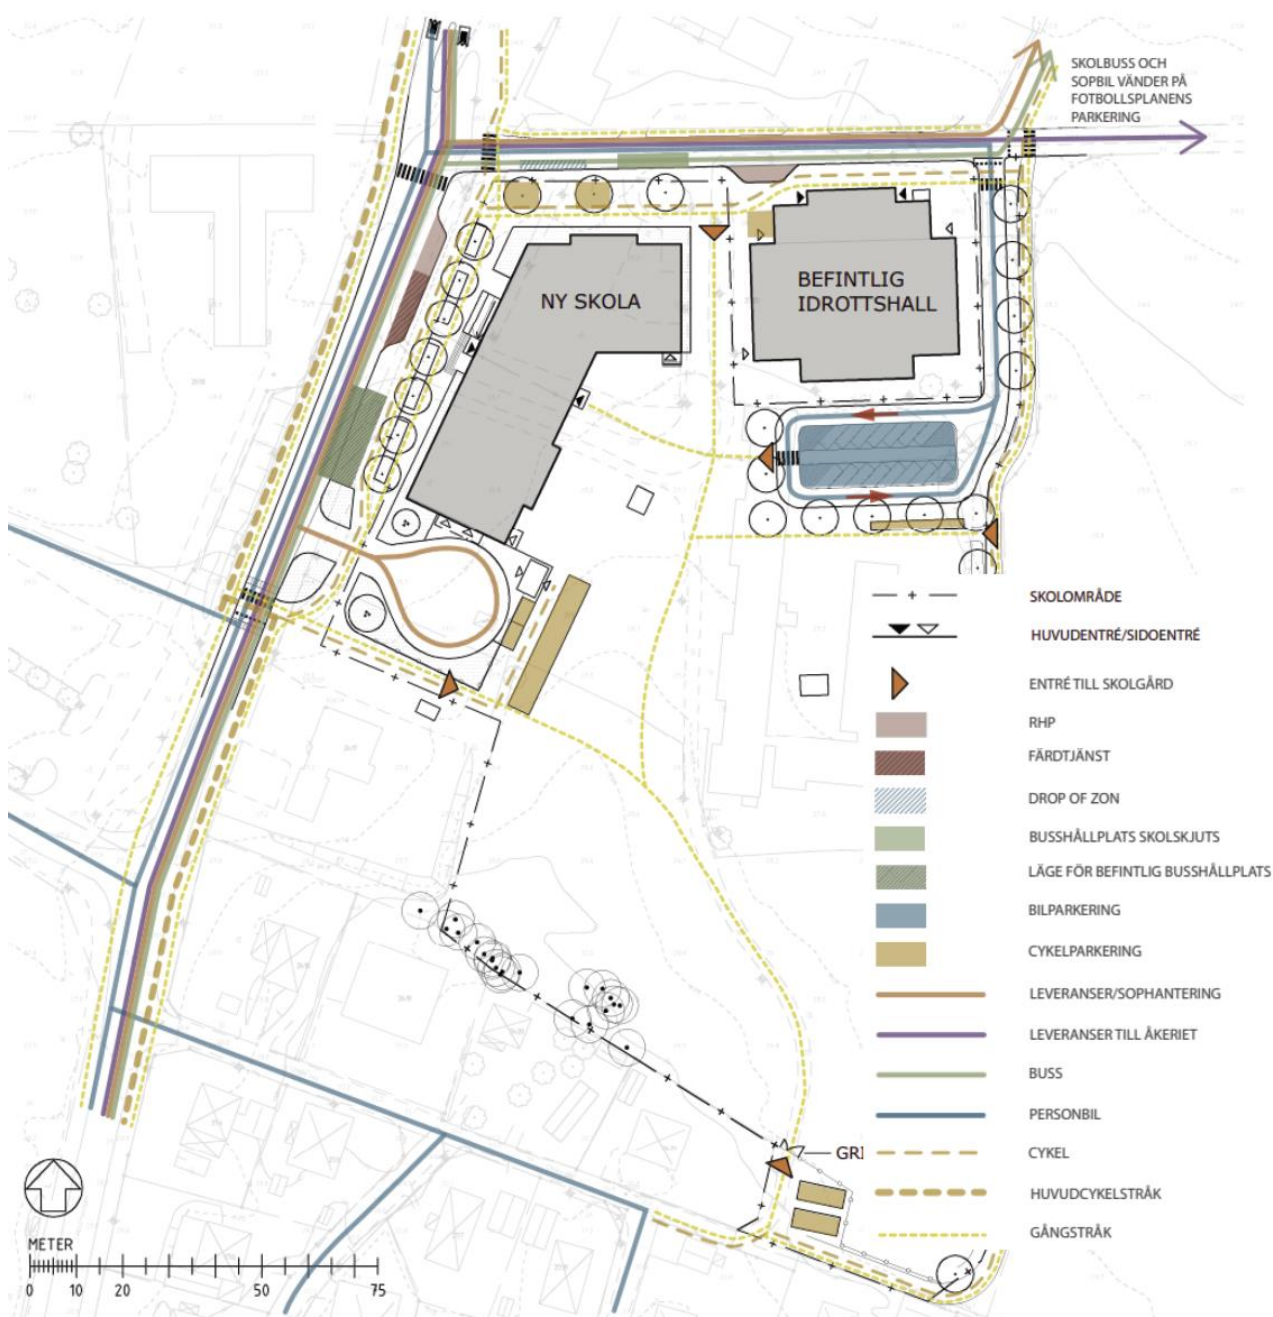 SKOLBUSS OCH
SOPBIL VÄNDER PÅ
FOTBOLLSPLANENS
PARKERING
NY SKOLA
BEFINTLIG
IDROTTSHALL
SKOLOMRÅDE
HUVUDENTRÉ/SIDOENTRÉ
ENTRÉ TILL SKOLGÅRD
RHP
FÄRDTJÄNST
DROP OF ZON
BUSSHÅLLPLATS SKOLSKJUTS
LÄGE FÖR BEFINTLIG BUSSHÅLLPLATS
BILPARKERING
CYKELPARKERING
LEVERANSER/SOPHANTERING
LEVERANSER TILL ÅKERIET
BUSS
PERSONBIL
CYKEL
HUVUDCYKELSTRÅK
GÅNGSTRÅK
GRI
METER
0 10 20 50 75